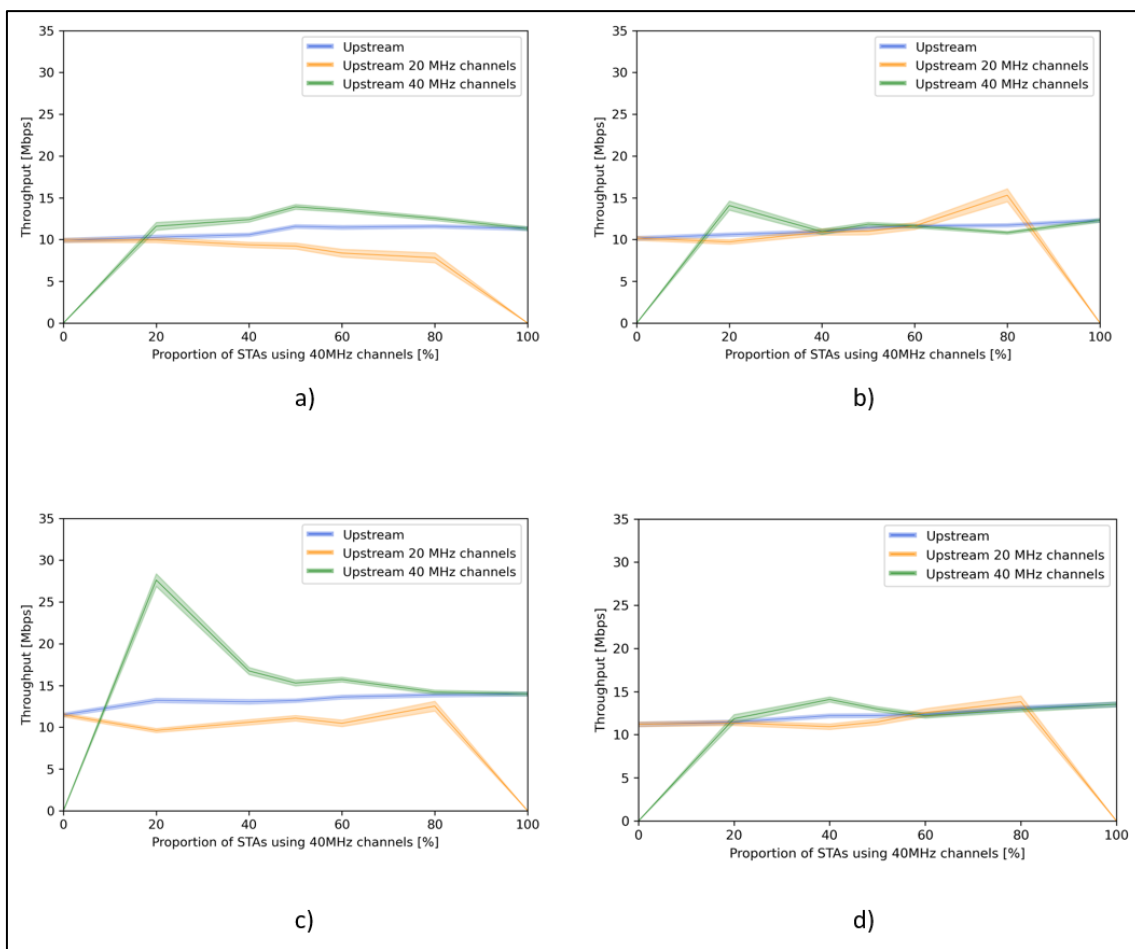 35
30
25
20
15
10
5
0
Throughput [Mbps]
Upstream
Upstream 20 MHz channels
Upstream 40 MHz channels
0 20 40 60 80 100
Proportion of STAs using 40MHz channels [%]
a)
35
30
25
20
15
10
5
0
Throughput [Mbps]
Upstream
Upstream 20 MHz channels
Upstream 40 MHz channels
0 20 40 60 80 100
Proportion of STAs using 40MHz channels [%]
b)
35
30
25
20
15
10
5
0
Throughput [Mbps]
Upstream
Upstream 20 MHz channels
Upstream 40 MHz channels
0 20 40 60 80 100
Proportion of STAs using 40MHz channels [%]
c)
35
30
25
20
15
10
5
0
Throughput [Mbps]
Upstream
Upstream 20 MHz channels
Upstream 40 MHz channels
0 20 40 60 80 100
Proportion of STAs using 40MHz channels [%]
d)